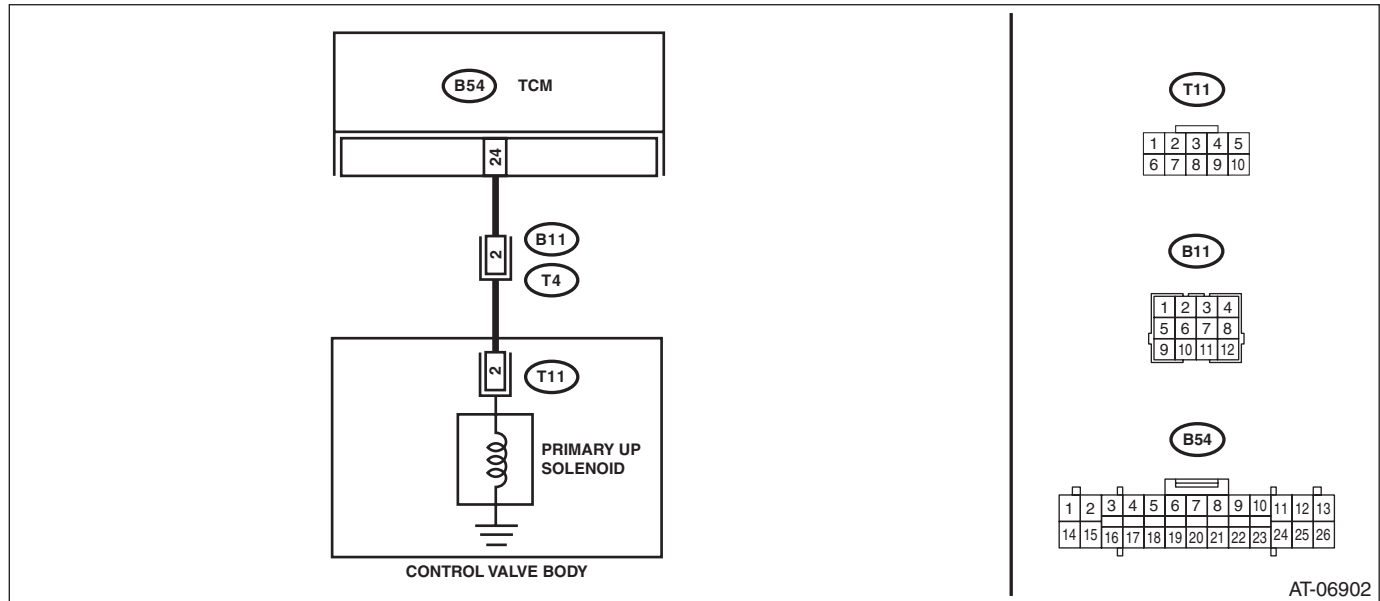 B54 TCM
24
2
B11
T4
2
T11
PRIMARY UP
SOLENOID
CONTROL VALVE BODY
T11
1 2 3 4 5
6 7 8 9 10
B11
1 2 3 4
5 6 7 8
9 10 11 12
B54
1 2 3 4 5 6 7 8 9 10 11 12 13
14 15 16 17 18 19 20 21 22 23 24 25 26
AT-06902